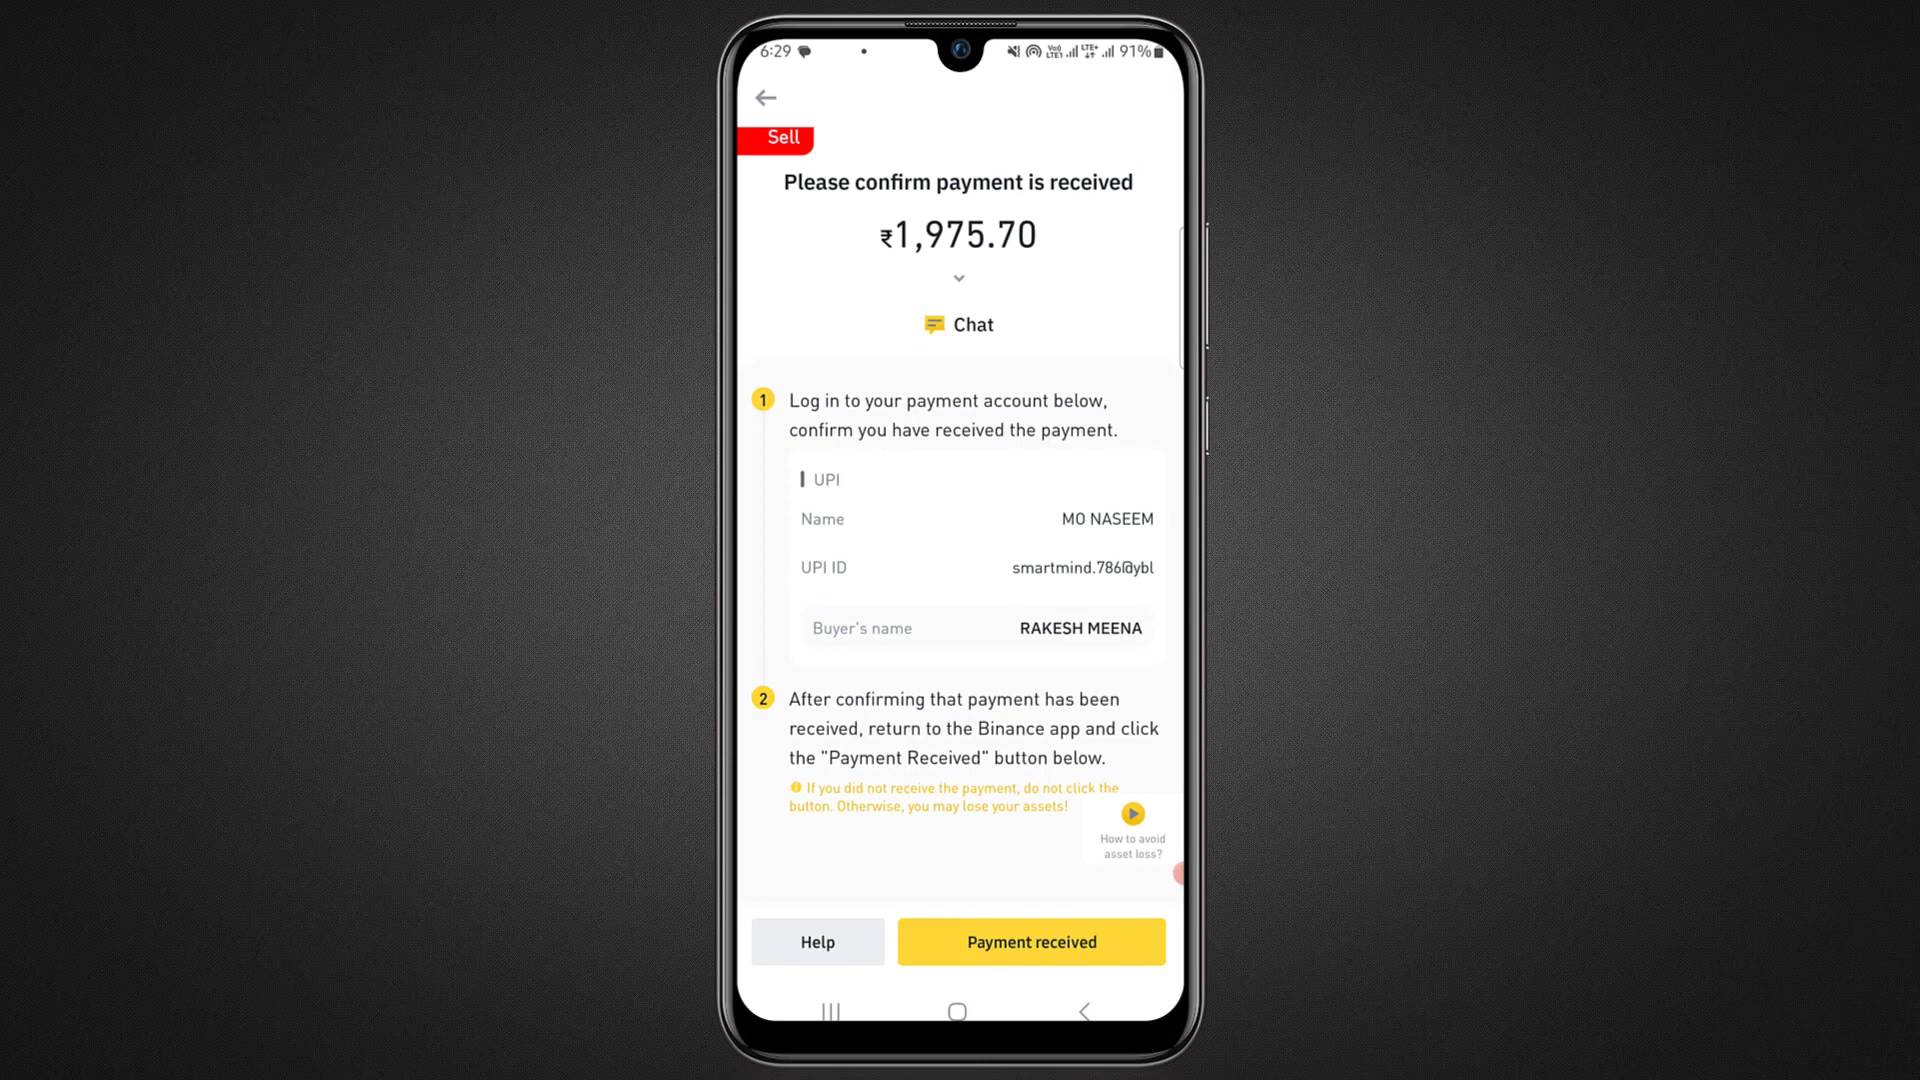 6:29 91%
Sell
Please confirm payment is received
₹1,975.70
Chat
1 Log in to your payment account below,
confirm you have received the payment.
UPI
Name MO NASEEM
UPI ID smartmind.786@ybl
Buyer's name RAKESH MEENA
2 After confirming that payment has been
received, return to the Binance app and click
the "Payment Received" button below.
If you did not receive the payment, do not click the
button. Otherwise, you may lose your assets!
How to avoid
asset loss?
Help Payment received